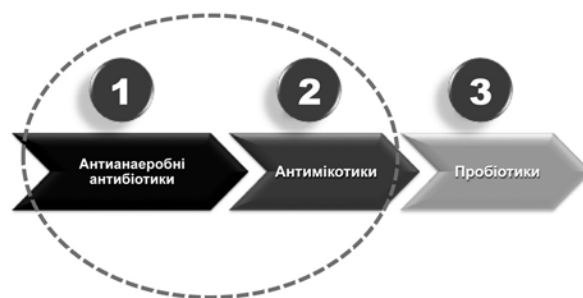 1
2
3
Антианаеробні
антибіотики
Антимікотики
Пробіотики